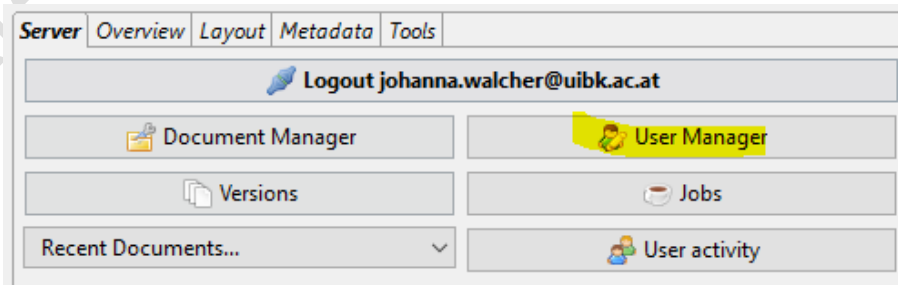 Server Overview Layout Metadata Tools
Logout johanna.walcher@uibk.ac.at
Document Manager User Manager
Versions Jobs
Recent Documents... User activity